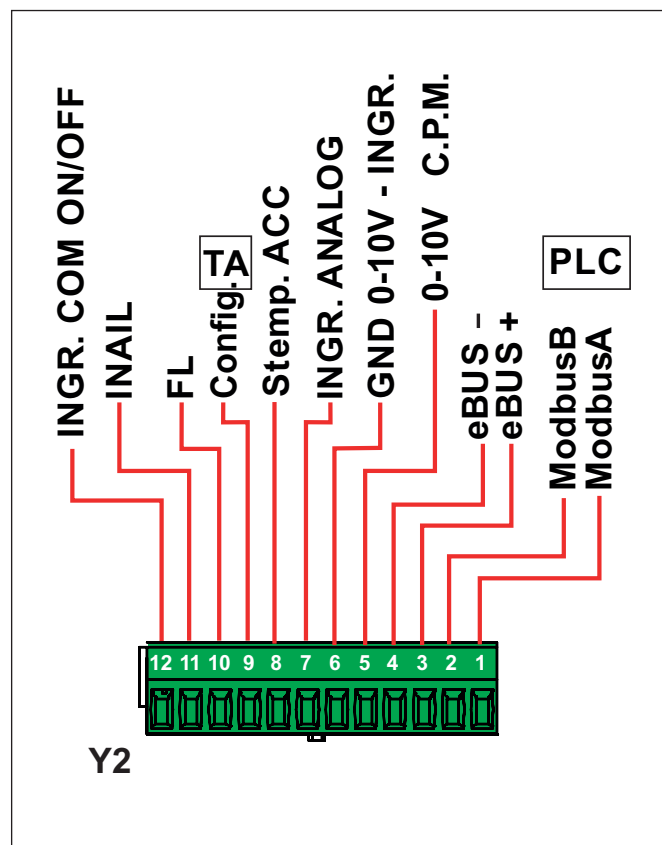 INGR. COM ON/OFF
INAIL
FL
TA
Config.
Stemp. ACC
INGR. ANALOG
GND 0-10V - INGR.
0-10V C.P.M.
eBUS –
eBUS +
PLC
ModbusB
ModbusA
12 11 10 9 8 7 6 5 4 3 2 1
Y2